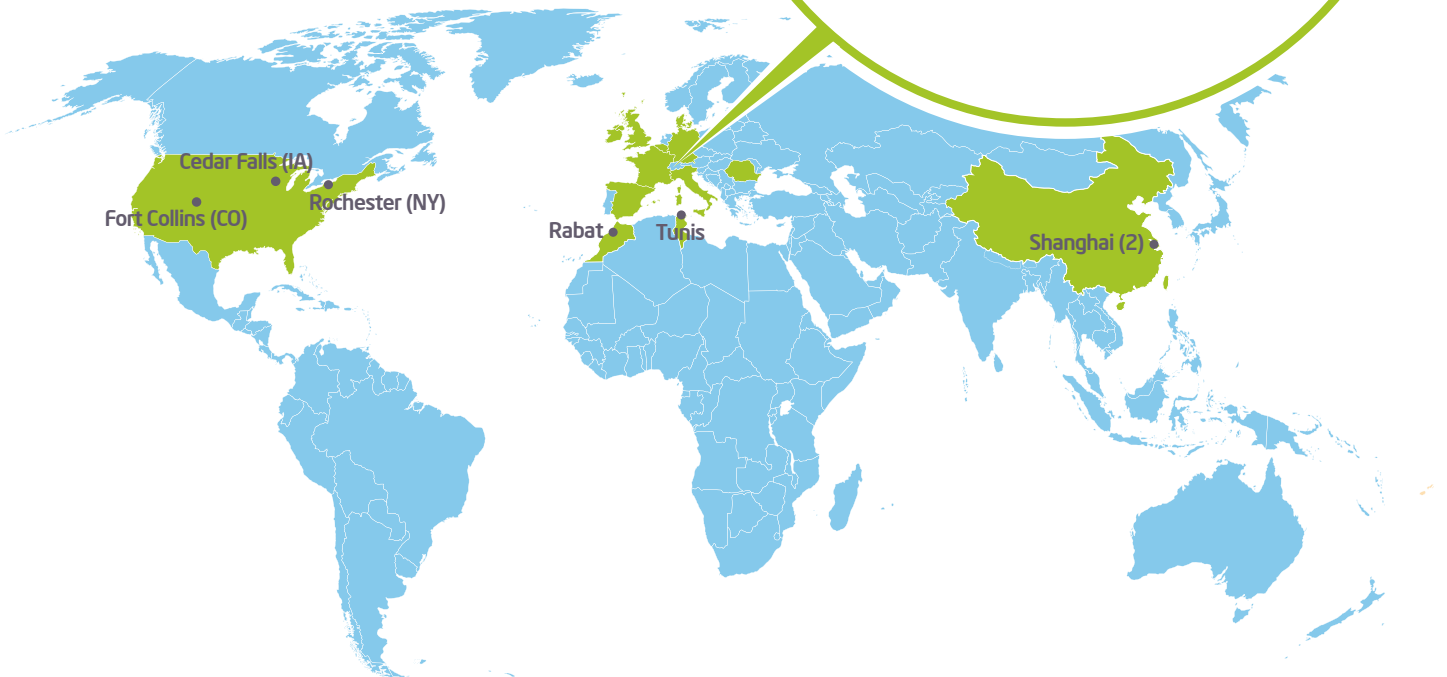 Cedar Falls (IA)
Rochester (NY)
Fort Collins (CO)
Rabat
Tunis
Shanghai (2)